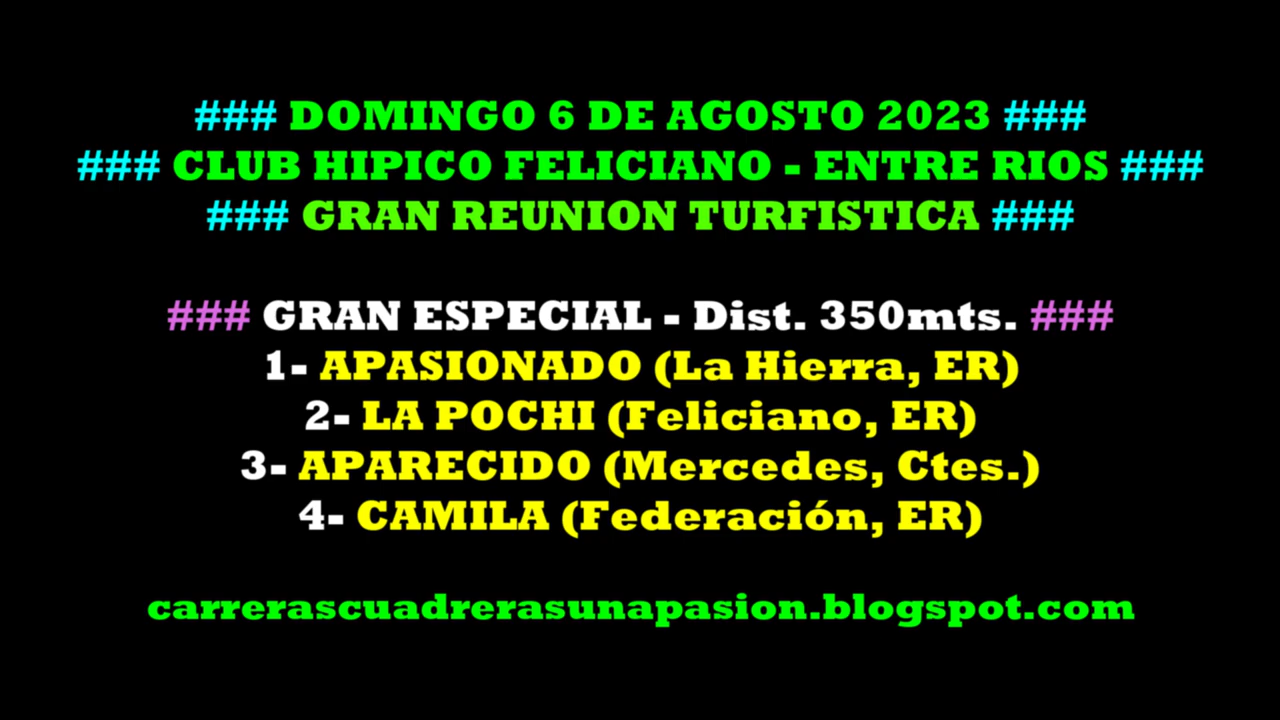 ### DOMINGO 6 DE AGOSTO 2023 ###
### CLUB HIPICO FELICIANO - ENTRE RIOS ###
### GRAN REUNION TURFISTICA ###
### GRAN ESPECIAL - Dist. 350mts. ###
1- APASIONADO (La Hierra, ER)
2- LA POCHI (Feliciano, ER)
3- APARECIDO (Mercedes, Ctes.)
4- CAMILA (Federación, ER)
carrerascuadrerasunapasion.blogspot.com